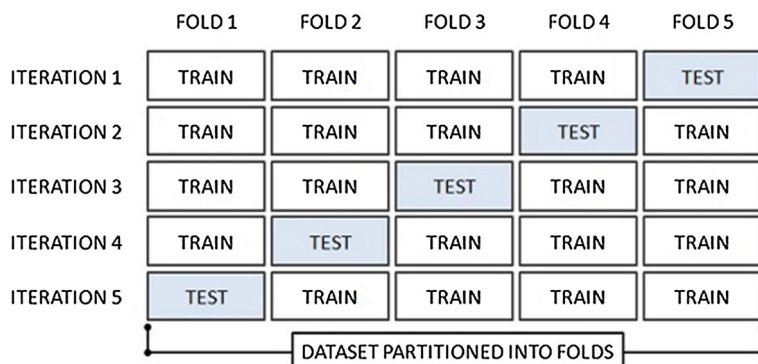 FOLD 1 FOLD 2 FOLD 3 FOLD 4 FOLD 5
ITERATION 1 TRAIN TRAIN TRAIN TRAIN TEST
ITERATION 2 TRAIN TRAIN TRAIN TEST TRAIN
ITERATION 3 TRAIN TRAIN TEST TRAIN TRAIN
ITERATION 4 TRAIN TEST TRAIN TRAIN TRAIN
ITERATION 5 TEST TRAIN TRAIN TRAIN TRAIN
DATASET PARTITIONED INTO FOLDS